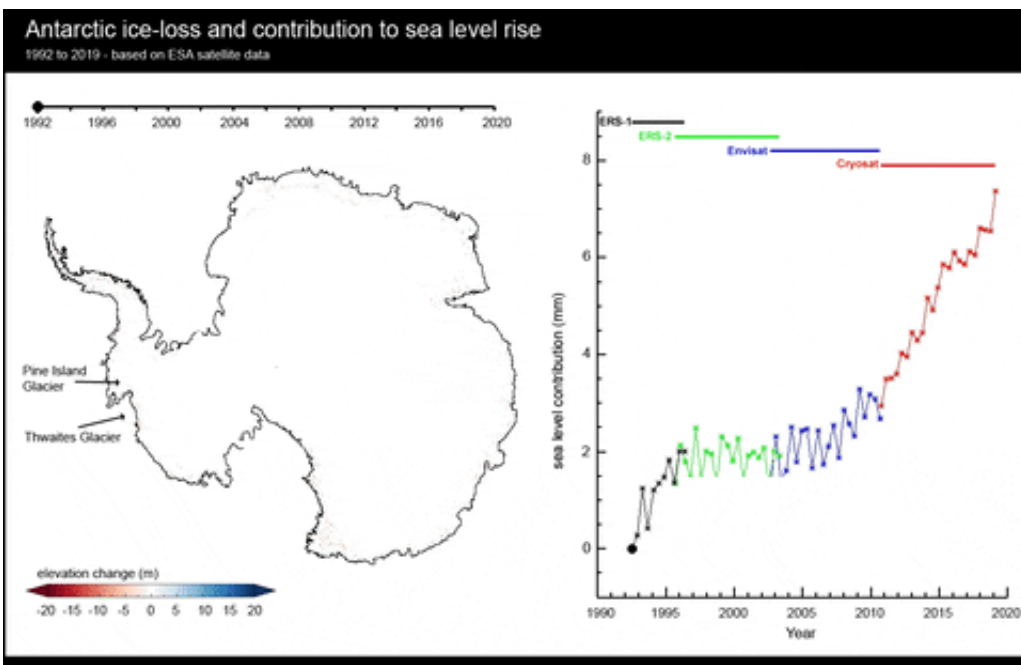 Antarctic ice-loss and contribution to sea level rise
1992 to 2019 - based on ESA satellite data
1992 1996 2000 2004 2008 2012 2016 2020
Pine Island
Glacier
Thwaites Glacier
elevation change (m)
-20 -15 -10 -5 0 5 10 15 20
ERS-1
ERS-2
Envisat
Cryosat
sea level contribution (mm)
8
6
4
2
0
1990 1995 2000 2005 2010 2015 2020
Year